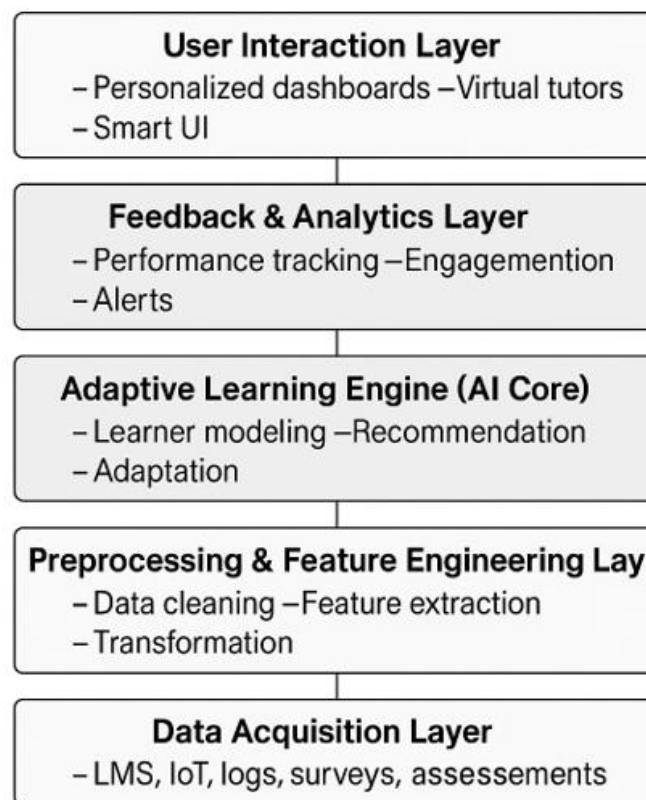 User Interaction Layer
– Personalized dashboards –Virtual tutors
– Smart UI
Feedback & Analytics Layer
– Performance tracking –Engagemention
– Alerts
Adaptive Learning Engine (AI Core)
– Learner modeling –Recommendation
– Adaptation
Preprocessing & Feature Engineering Lay
– Data cleaning –Feature extraction
– Transformation
Data Acquisition Layer
– LMS, IoT, logs, surveys, assessements